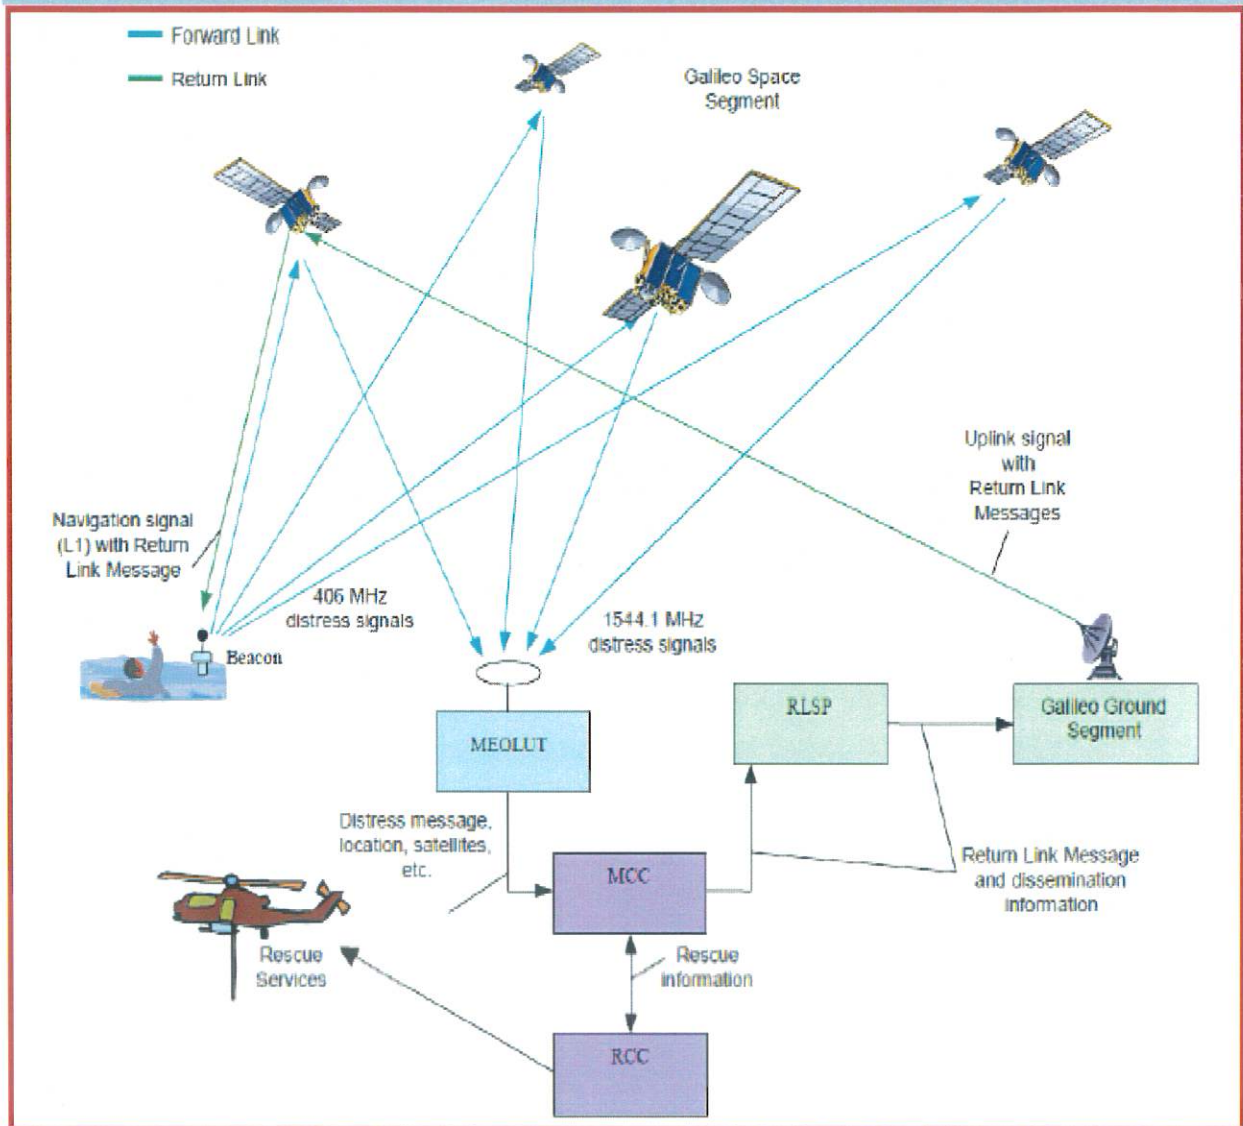 Forward Link
Return Link
Galileo Space
Segment
Uplink signal
with
Return Link
Messages
Navigation signal
(L1) with Return
Link Message
406 MHz
distress signals
1544.1 MHz
distress signals
Beacon
RLSP
Galileo Ground
Segment
MEOLUT
Distress message,
location, satellites,
etc.
MCC
Return Link Message
and dissemination
information
Rescue
Services
Rescue
information
RCC